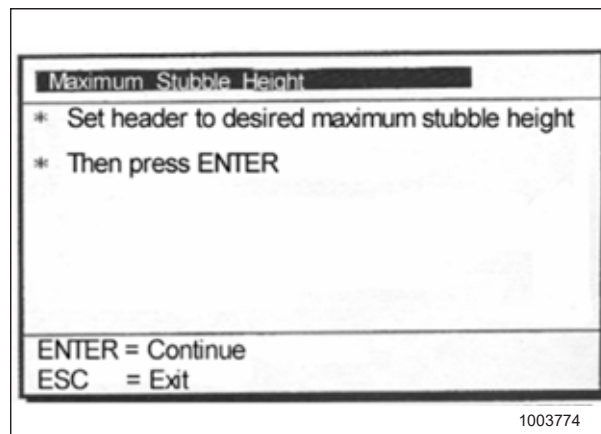 Maximum Stubble Height
* Set header to desired maximum stubble height
* Then press ENTER
ENTER = Continue
ESC = Exit
1003774